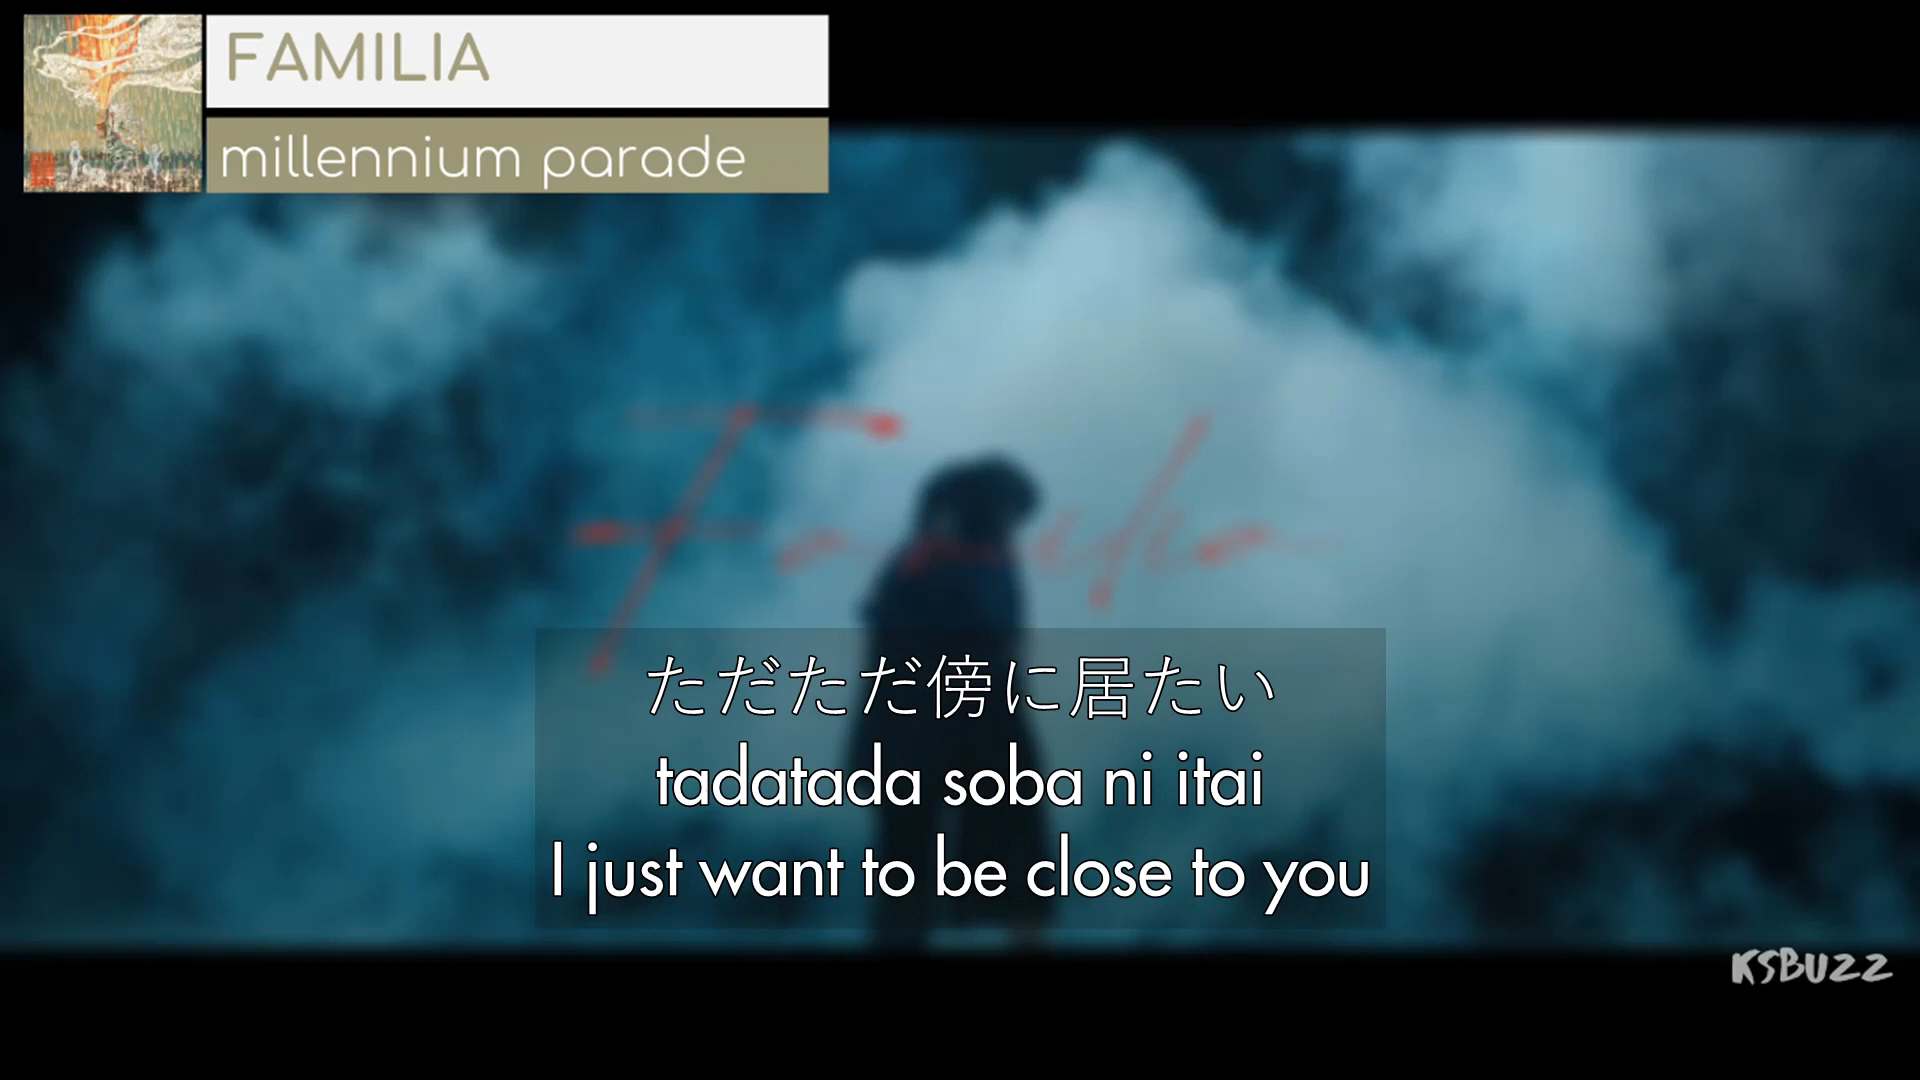 FAMILIA
millennium parade
Familia
ただただ傍に居たい
tadatada soba ni itai
I just want to be close to you
KSBUZZ